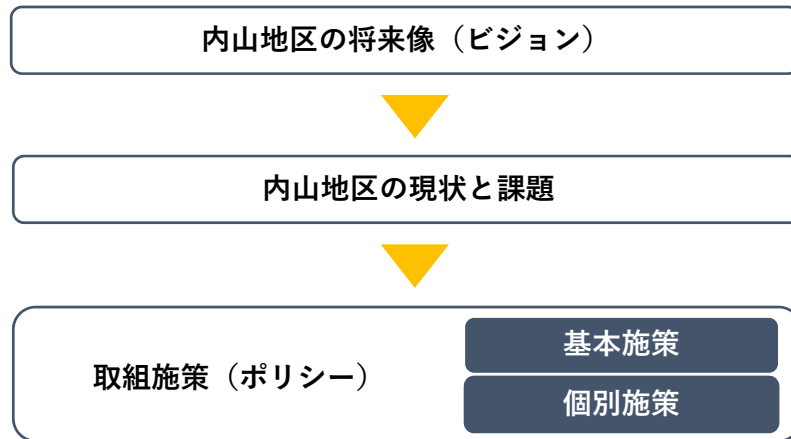 内山地区の将来像（ビジョン）
内山地区の現状と課題
取組施策（ポリシー）
基本施策
個別施策